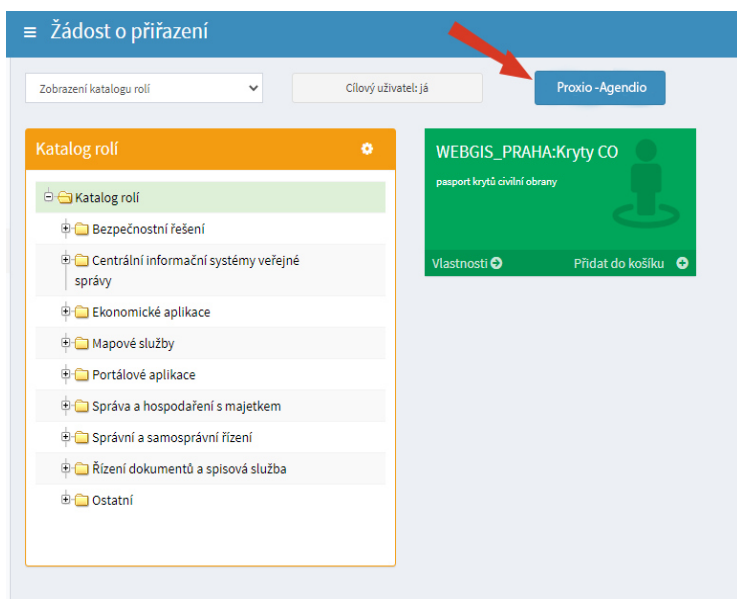 Žádost o přiřazení
Zobrazení katalogu rolí
Cílový uživatel: já
Proxio -Agendio
Katalog rolí
Katalog rolí
Bezpečnostní řešení
Centrální informační systémy veřejné
správy
Ekonomické aplikace
Mapové služby
Portálové aplikace
Správa a hospodaření s majetkem
Správní a samosprávní řízení
Řízení dokumentů a spisová služba
Ostatní
WEBGIS_PRAHA:Kryty CO
pasport krytů civilní obrany
Vlastnosti
Přidat do košíku